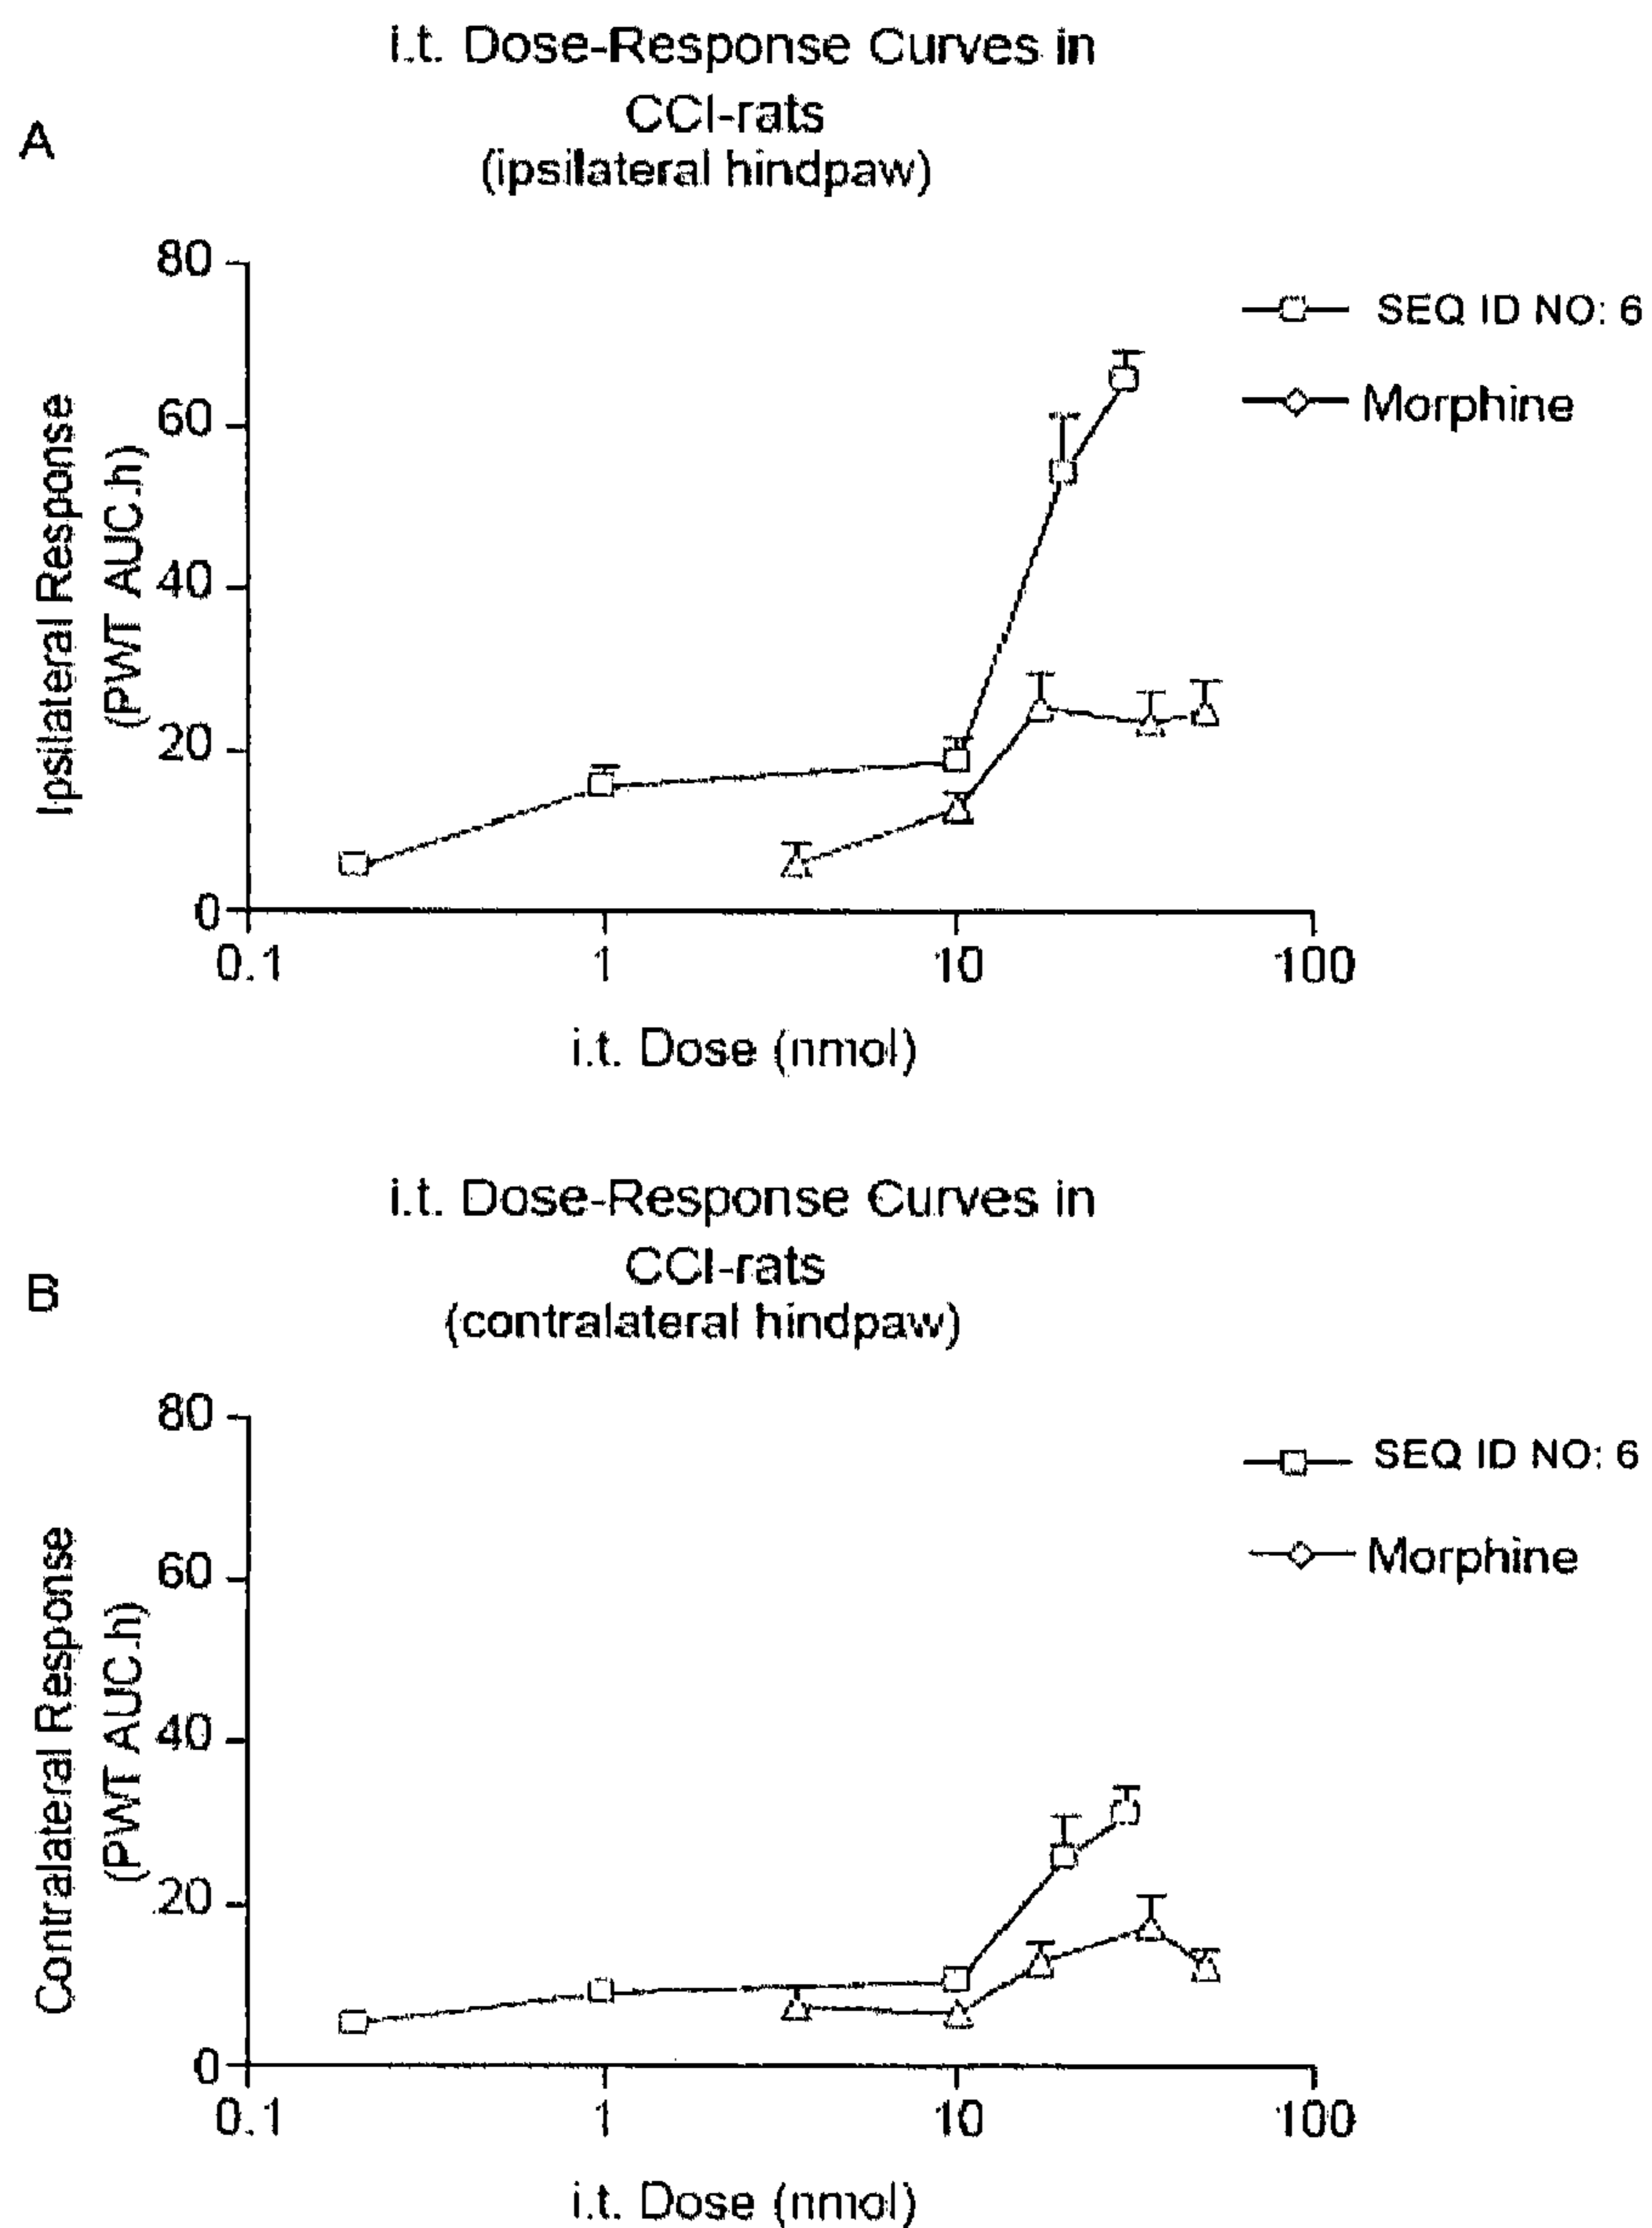 i.t. Dose-Response Curves in
CCI-rats
(ipsilateral hindpaw)
A
80
60
40
20
0
Ipsilateral Response
(PWT AUC.h)
SEQ ID NO: 6
Morphine
0.1
1
10
100
i.t. Dose (nmol)
i.t. Dose-Response Curves in
CCI-rats
(contralateral hindpaw)
B
80
60
40
20
0
Contralateral Response
(PWT AUC.h)
SEQ ID NO: 6
Morphine
0.1
1
10
100
i.t. Dose (nmol)